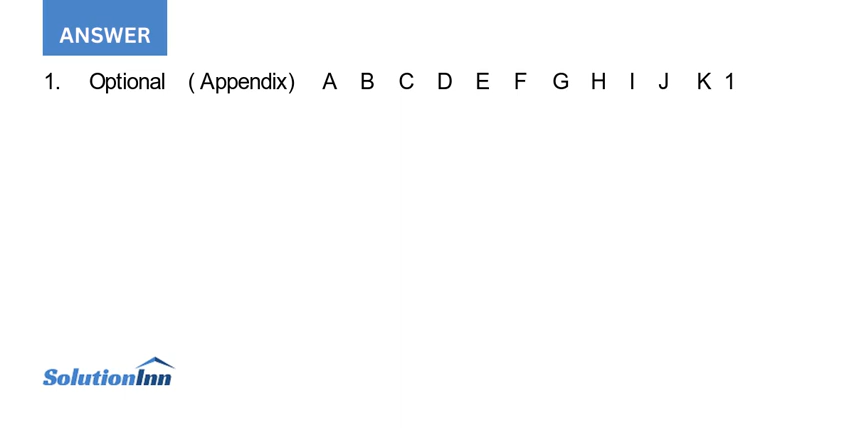 ANSWER
1. Optional ( Appendix) A B C D E F G H I J K 1
SolutionInn